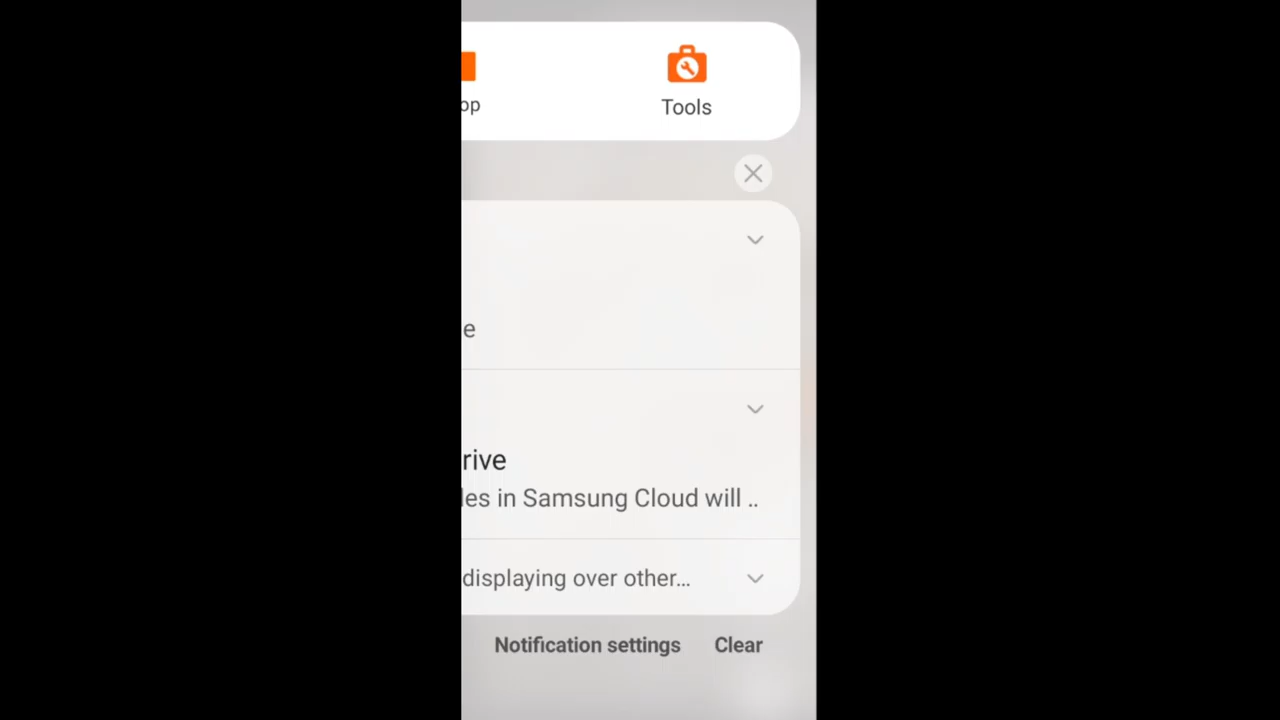 op
Tools
e
rive
les in Samsung Cloud will ..
displaying over other...
Notification settings
Clear